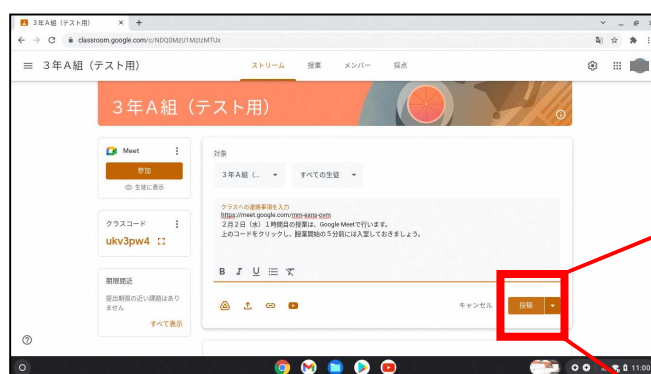 3年A組（テスト用）
classroom.google.com/c/NDQ0MzU1MzIzMTUx
3年A組（テスト用）
ストリーム 授業 メンバー 採点
３年Ａ組（テスト用）
Meet
参加
生徒に表示
クラスコード
ukv3pw4
期限間近
提出期限の近い課題はあり
ません
すべて表示
対象
3年A組（...
すべての生徒
クラスへの連絡事項を入力
https://meet.google.com/mm-eans-oxm
2月2日（水）1時間目の授業は、Google Meetで行います。
上のコードをクリックし、授業開始の5分前には入室しておきましょう。
B I U
キャンセル 投稿
11:00